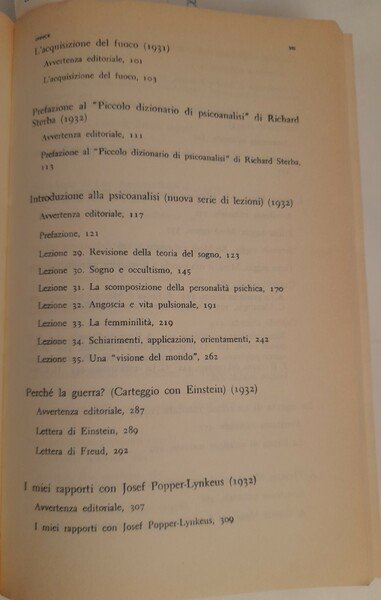 INDICE
VII
L'acquisizione del fuoco (1931)
Avvertenza editoriale, 101
L'acquisizione del fuoco, 103
Prefazione al "Piccolo dizionario di psicoanalisi" di Richard
Sterba (1932)
Avvertenza editoriale, 111
Prefazione al "Piccolo dizionario di psicoanalisi" di Richard Sterba,
113
Introduzione alla psicoanalisi (nuova serie di lezioni) (1932)
Avvertenza editoriale, 117
Prefazione, 121
Lezione 29. Revisione della teoria del sogno, 123
Lezione 30. Sogno e occultismo, 145
Lezione 31. La scomposizione della personalità psichica, 170
Lezione 32. Angoscia e vita pulsionale, 191
Lezione 33. La femminilità, 219
Lezione 34. Schiarimenti, applicazioni, orientamenti, 242
Lezione 35. Una "visione del mondo", 262
Perché la guerra? (Carteggio con Einstein) (1932)
Avvertenza editoriale, 287
Lettera di Einstein, 289
Lettera di Freud, 292
I miei rapporti con Josef Popper-Lynkeus (1932)
Avvertenza editoriale, 307
I miei rapporti con Josef Popper-Lynkeus, 309